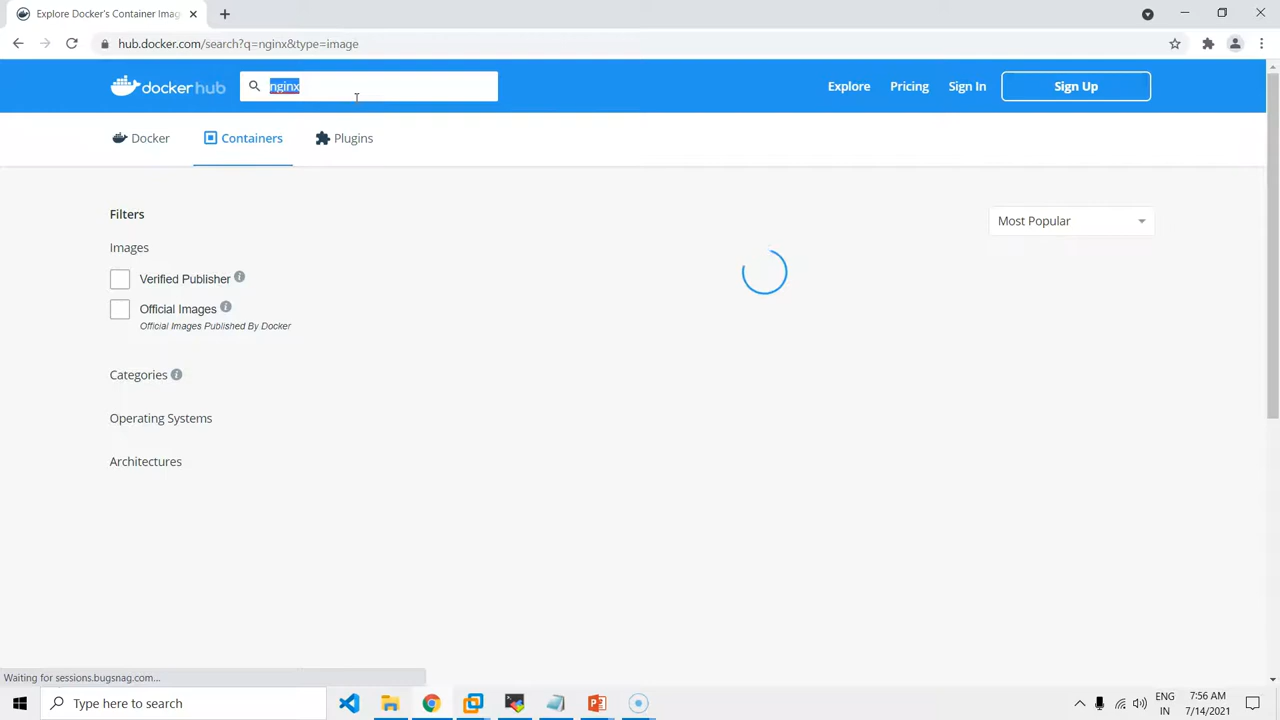 Explore Docker's Container Imag
hub.docker.com/search?q=nginx&type=image
dockerhub
nginx
Explore
Pricing
Sign In
Sign Up
Docker
Containers
Plugins
Filters
Most Popular
Images
Verified Publisher
Official Images
Official Images Published By Docker
Categories
Operating Systems
Architectures
Waiting for sessions.bugsnag.com...
Type here to search
ENG
IN
7:56 AM
7/14/2021